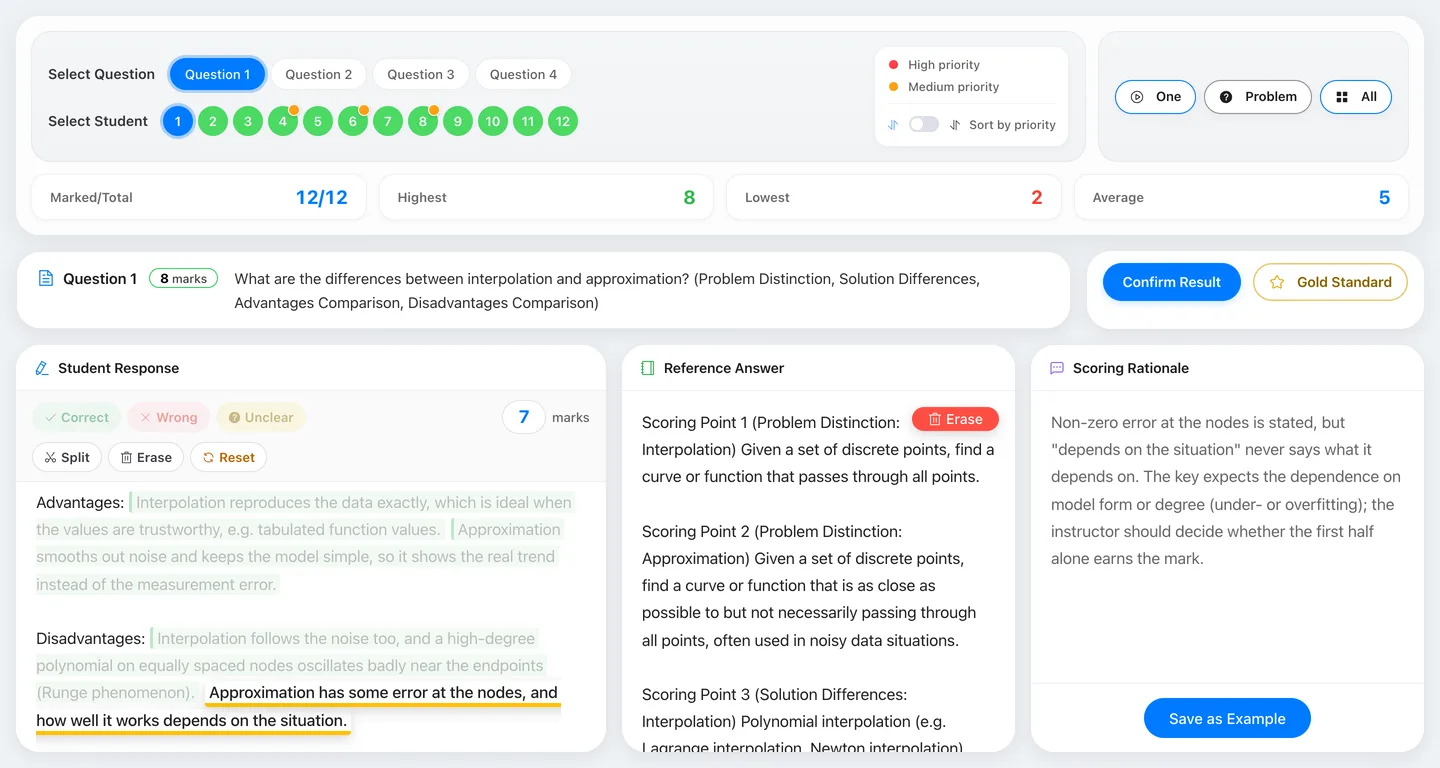 Select Question
Question 1
Question 2
Question 3
Question 4
Select Student
1
2
3
4
5
6
7
8
9
10
11
12
High priority
Medium priority
Sort by priority
One
Problem
All
Marked/Total
12/12
Highest
8
Lowest
2
Average
5
Question 1
8 marks
What are the differences between interpolation and approximation? (Problem Distinction, Solution Differences,
Advantages Comparison, Disadvantages Comparison)
Confirm Result
Gold Standard
Student Response
Correct
Wrong
Unclear
7
marks
Split
Erase
Reset
Advantages: Interpolation reproduces the data exactly, which is ideal when
the values are trustworthy, e.g. tabulated function values. Approximation
smooths out noise and keeps the model simple, so it shows the real trend
instead of the measurement error.
Disadvantages: Interpolation follows the noise too, and a high-degree
polynomial on equally spaced nodes oscillates badly near the endpoints
(Runge phenomenon). Approximation has some error at the nodes, and
how well it works depends on the situation.
Reference Answer
Erase
Scoring Point 1 (Problem Distinction:
Interpolation) Given a set of discrete points, find a
curve or function that passes through all points.
Scoring Point 2 (Problem Distinction:
Approximation) Given a set of discrete points,
find a curve or function that is as close as
possible to but not necessarily passing through
all points, often used in noisy data situations.
Scoring Point 3 (Solution Differences:
Interpolation) Polynomial interpolation (e.g.
Lagrange interpolation, Newton interpolation)
Scoring Rationale
Non-zero error at the nodes is stated, but
"depends on the situation" never says what it
depends on. The key expects the dependence on
model form or degree (under- or overfitting); the
instructor should decide whether the first half
alone earns the mark.
Save as Example